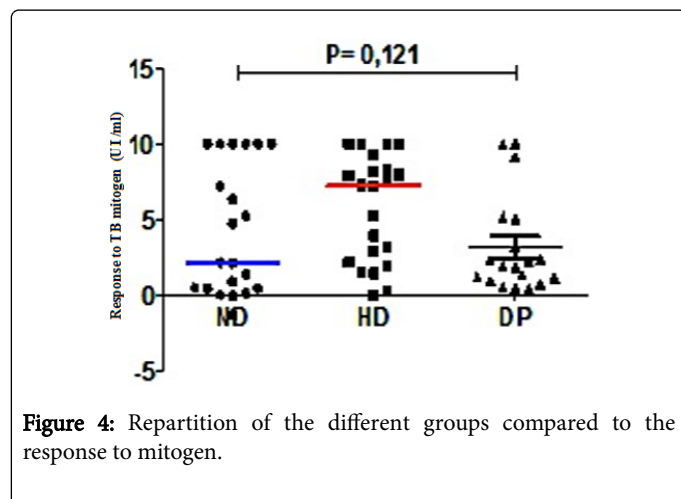 P= 0,121
15
10
5
0
-5
Response to TB mitogen (UI/ml)
ND HD DP
Figure 4: Repartition of the different groups compared to the
response to mitogen.